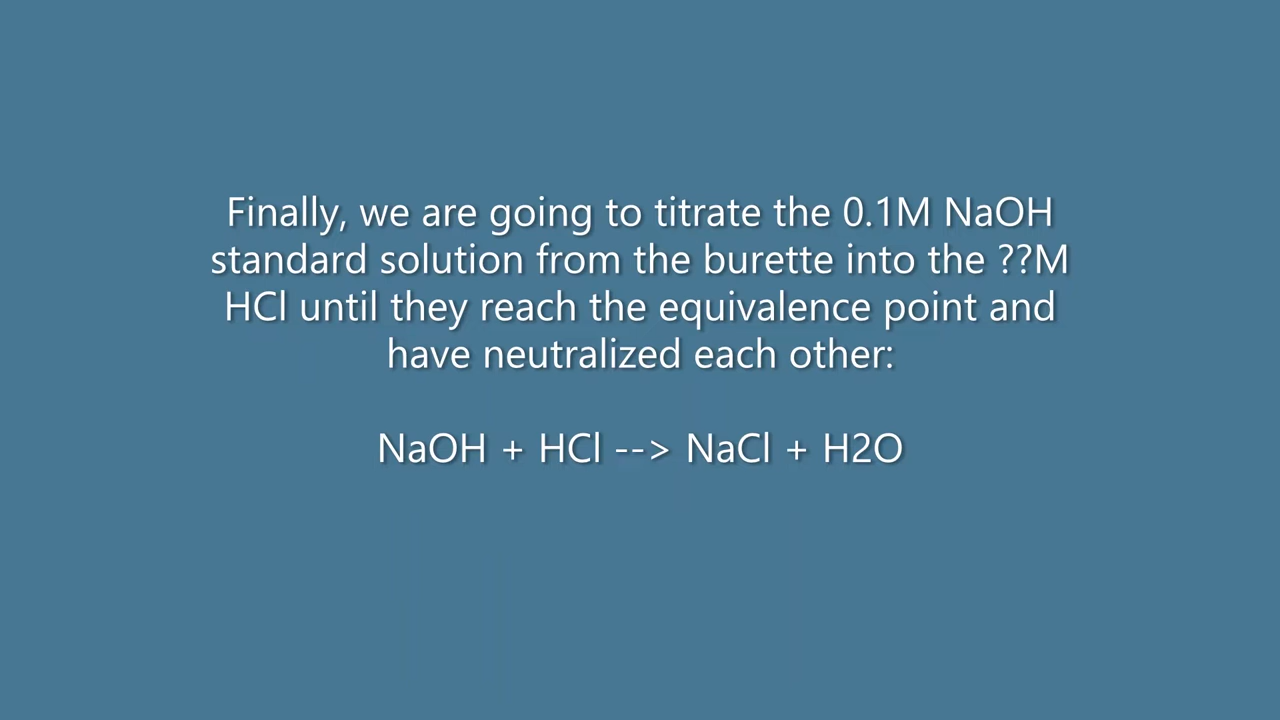 Finally, we are going to titrate the 0.1M NaOH
standard solution from the burette into the ??M
HCl until they reach the equivalence point and
have neutralized each other:
NaOH + HCl --> NaCl + H2O